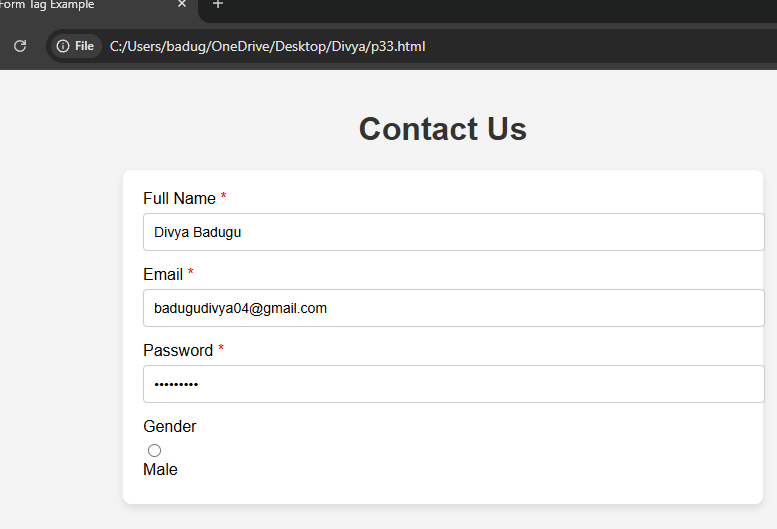 Form Tag Example
File C:/Users/badug/OneDrive/Desktop/Divya/p33.html
Contact Us
Full Name *
Divya Badugu
Email *
badugudivya04@gmail.com
Password *
•••••••••
Gender
Male